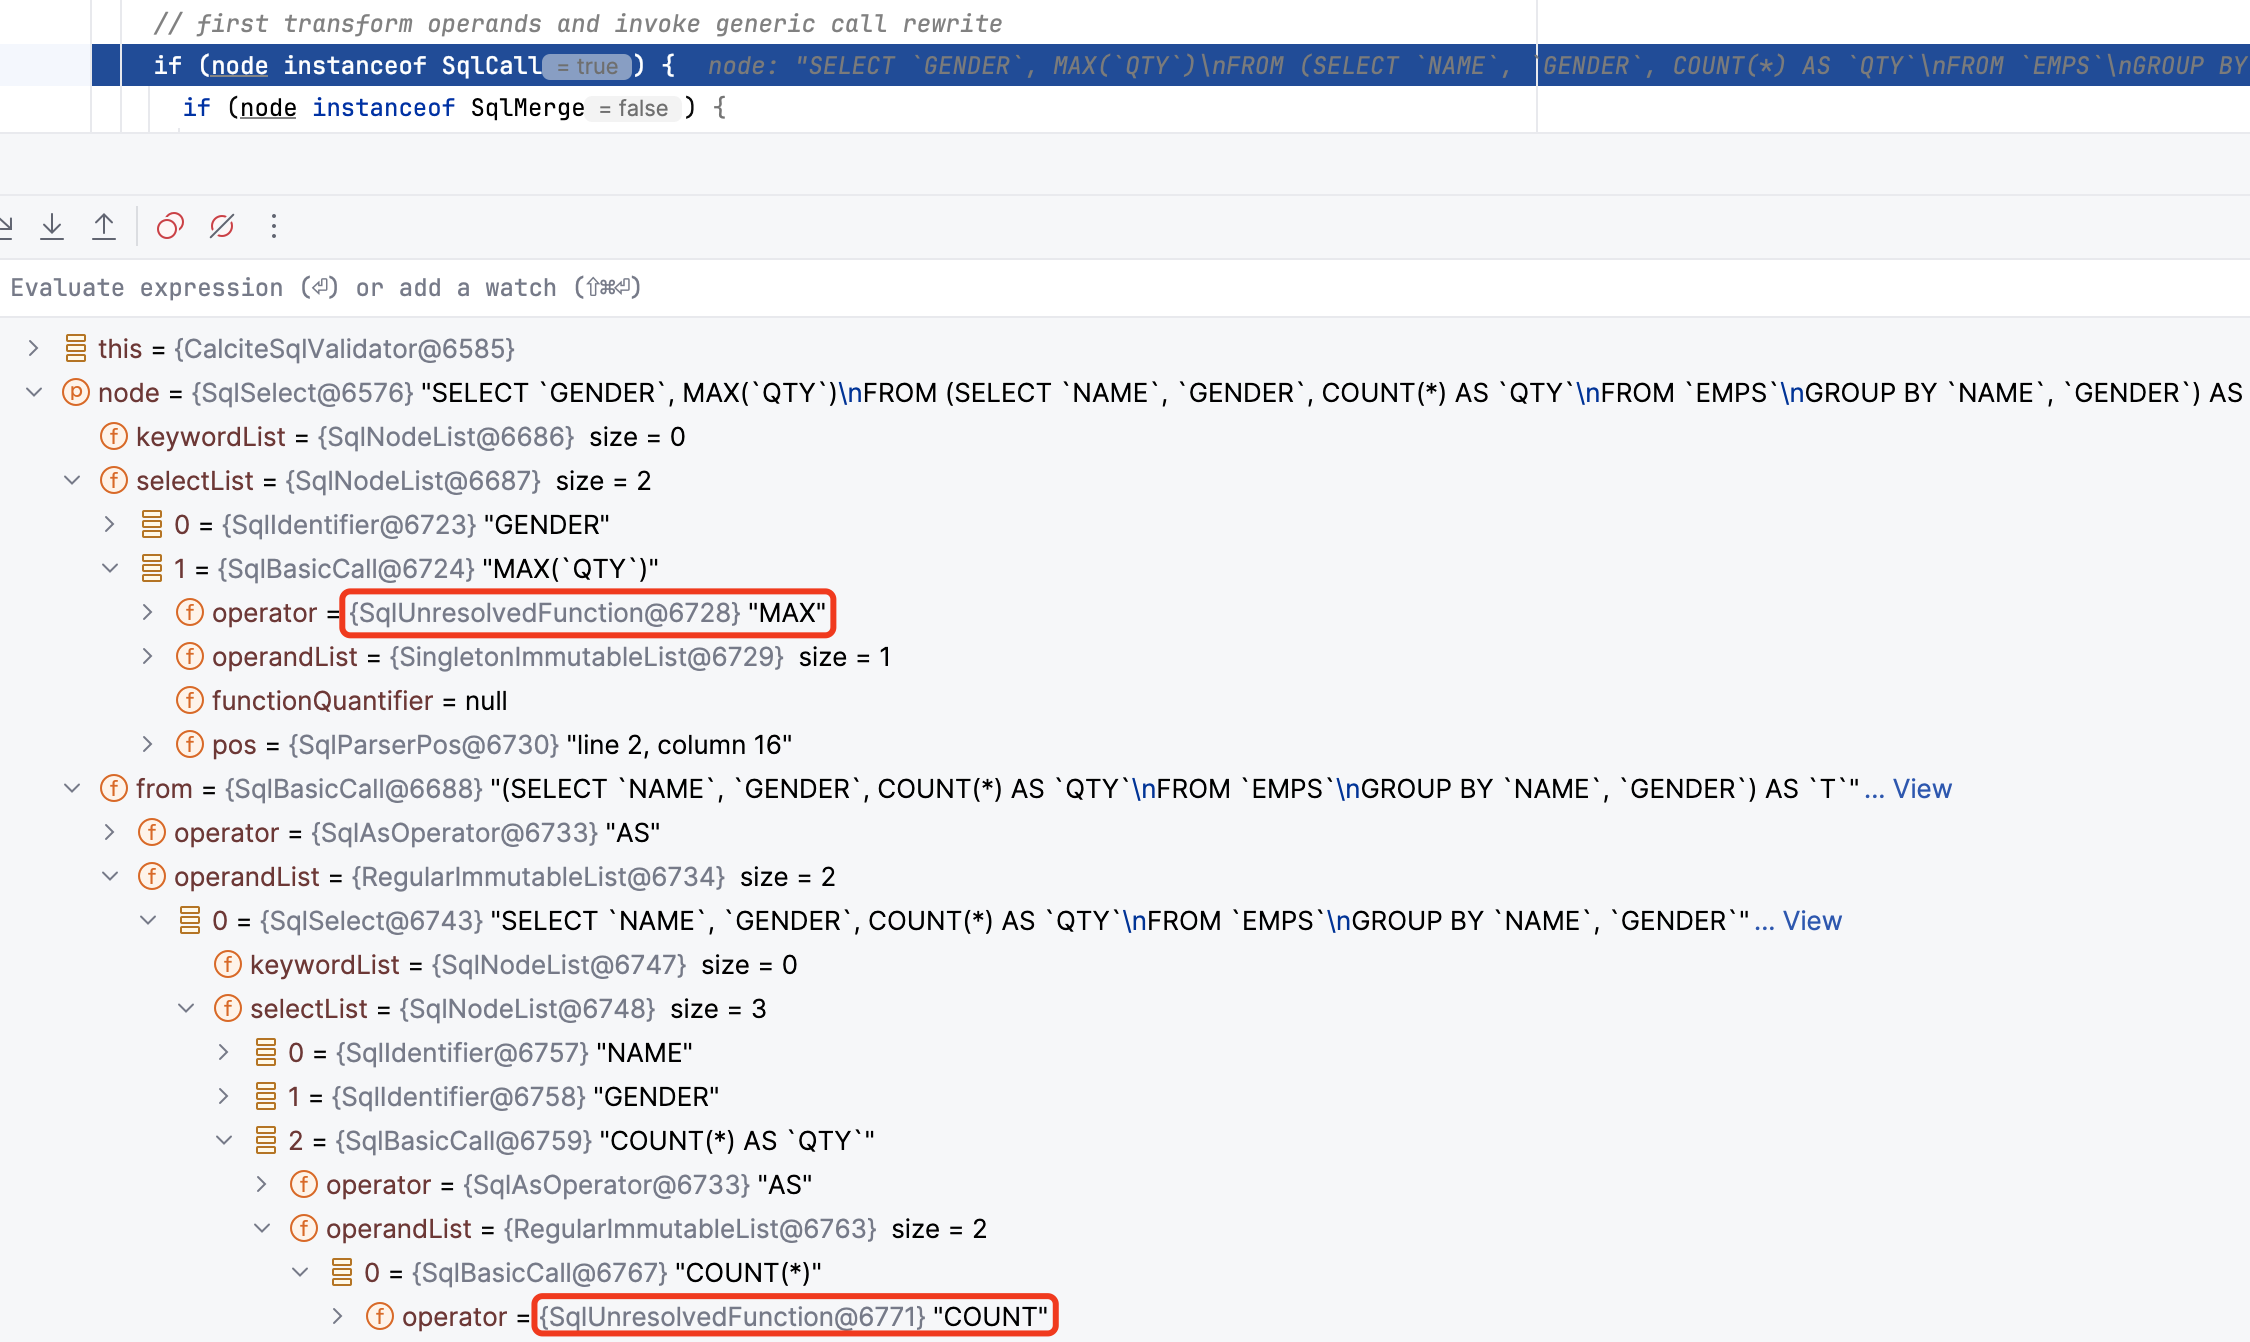 // first transform operands and invoke generic call rewrite
if (node instanceof SqlCall = true ) {  node: "SELECT `GENDER`, MAX(`QTY`)\nFROM (SELECT `NAME`, `GENDER`, COUNT(*) AS `QTY`\nFROM `EMPS`\nGROUP BY
if (node instanceof SqlMerge = false ) {
Evaluate expression (⏎) or add a watch (⇧⌘⏎)
this = {CalciteSqlValidator@6585}
p node = {SqlSelect@6576} "SELECT `GENDER`, MAX(`QTY`)\nFROM (SELECT `NAME`, `GENDER`, COUNT(*) AS `QTY`\nFROM `EMPS`\nGROUP BY `NAME`, `GENDER`) AS
f keywordList = {SqlNodeList@6686} size = 0
f selectList = {SqlNodeList@6687} size = 2
0 = {SqlIdentifier@6723} "GENDER"
1 = {SqlBasicCall@6724} "MAX(`QTY`)"
f operator = {SqlUnresolvedFunction@6728} "MAX"
f operandList = {SingletonImmutableList@6729} size = 1
f functionQuantifier = null
f pos = {SqlParserPos@6730} "line 2, column 16"
f from = {SqlBasicCall@6688} "(SELECT `NAME`, `GENDER`, COUNT(*) AS `QTY`\nFROM `EMPS`\nGROUP BY `NAME`, `GENDER`) AS `T`" ... View
f operator = {SqlAsOperator@6733} "AS"
f operandList = {RegularImmutableList@6734} size = 2
0 = {SqlSelect@6743} "SELECT `NAME`, `GENDER`, COUNT(*) AS `QTY`\nFROM `EMPS`\nGROUP BY `NAME`, `GENDER`" ... View
f keywordList = {SqlNodeList@6747} size = 0
f selectList = {SqlNodeList@6748} size = 3
0 = {SqlIdentifier@6757} "NAME"
1 = {SqlIdentifier@6758} "GENDER"
2 = {SqlBasicCall@6759} "COUNT(*) AS `QTY`"
f operator = {SqlAsOperator@6733} "AS"
f operandList = {RegularImmutableList@6763} size = 2
0 = {SqlBasicCall@6767} "COUNT(*)"
f operator = {SqlUnresolvedFunction@6771} "COUNT"